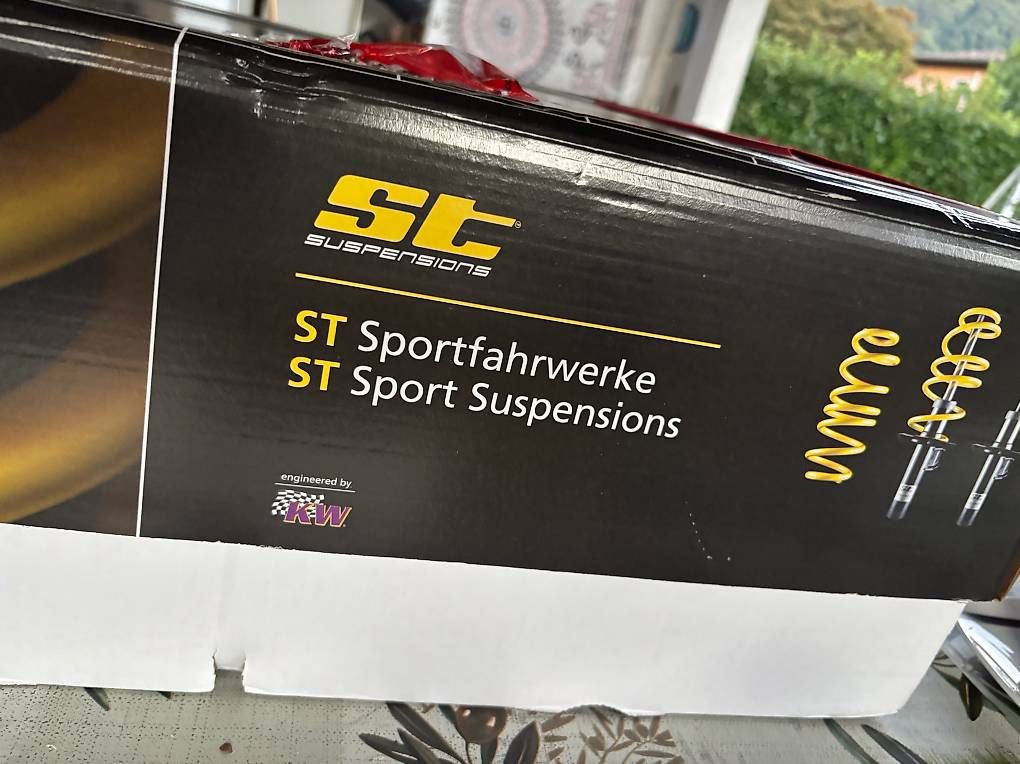 st®
SUSPENSIONS
ST Sportfahrwerke
ST Sport Suspensions
engineered by
KW